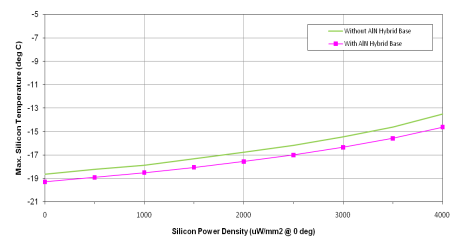 -5
-7
-9
-11
-13
-15
-17
-19
-21
Max. Silicon Temperature (deg C)
Without AlN Hybrid Base
With AlN Hybrid Base
0 1000 2000 3000 4000
Silicon Power Density (uW/mm2 @ 0 deg)